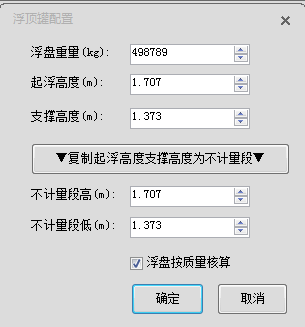 浮顶罐配置
浮盘重量(kg): 498789
起浮高度(m): 1.707
支撑高度(m): 1.373
▼复制起浮高度支撑高度为不计量段▼
不计量段高(m): 1.707
不计量段低(m): 1.373
浮盘按质量核算
确定 取消